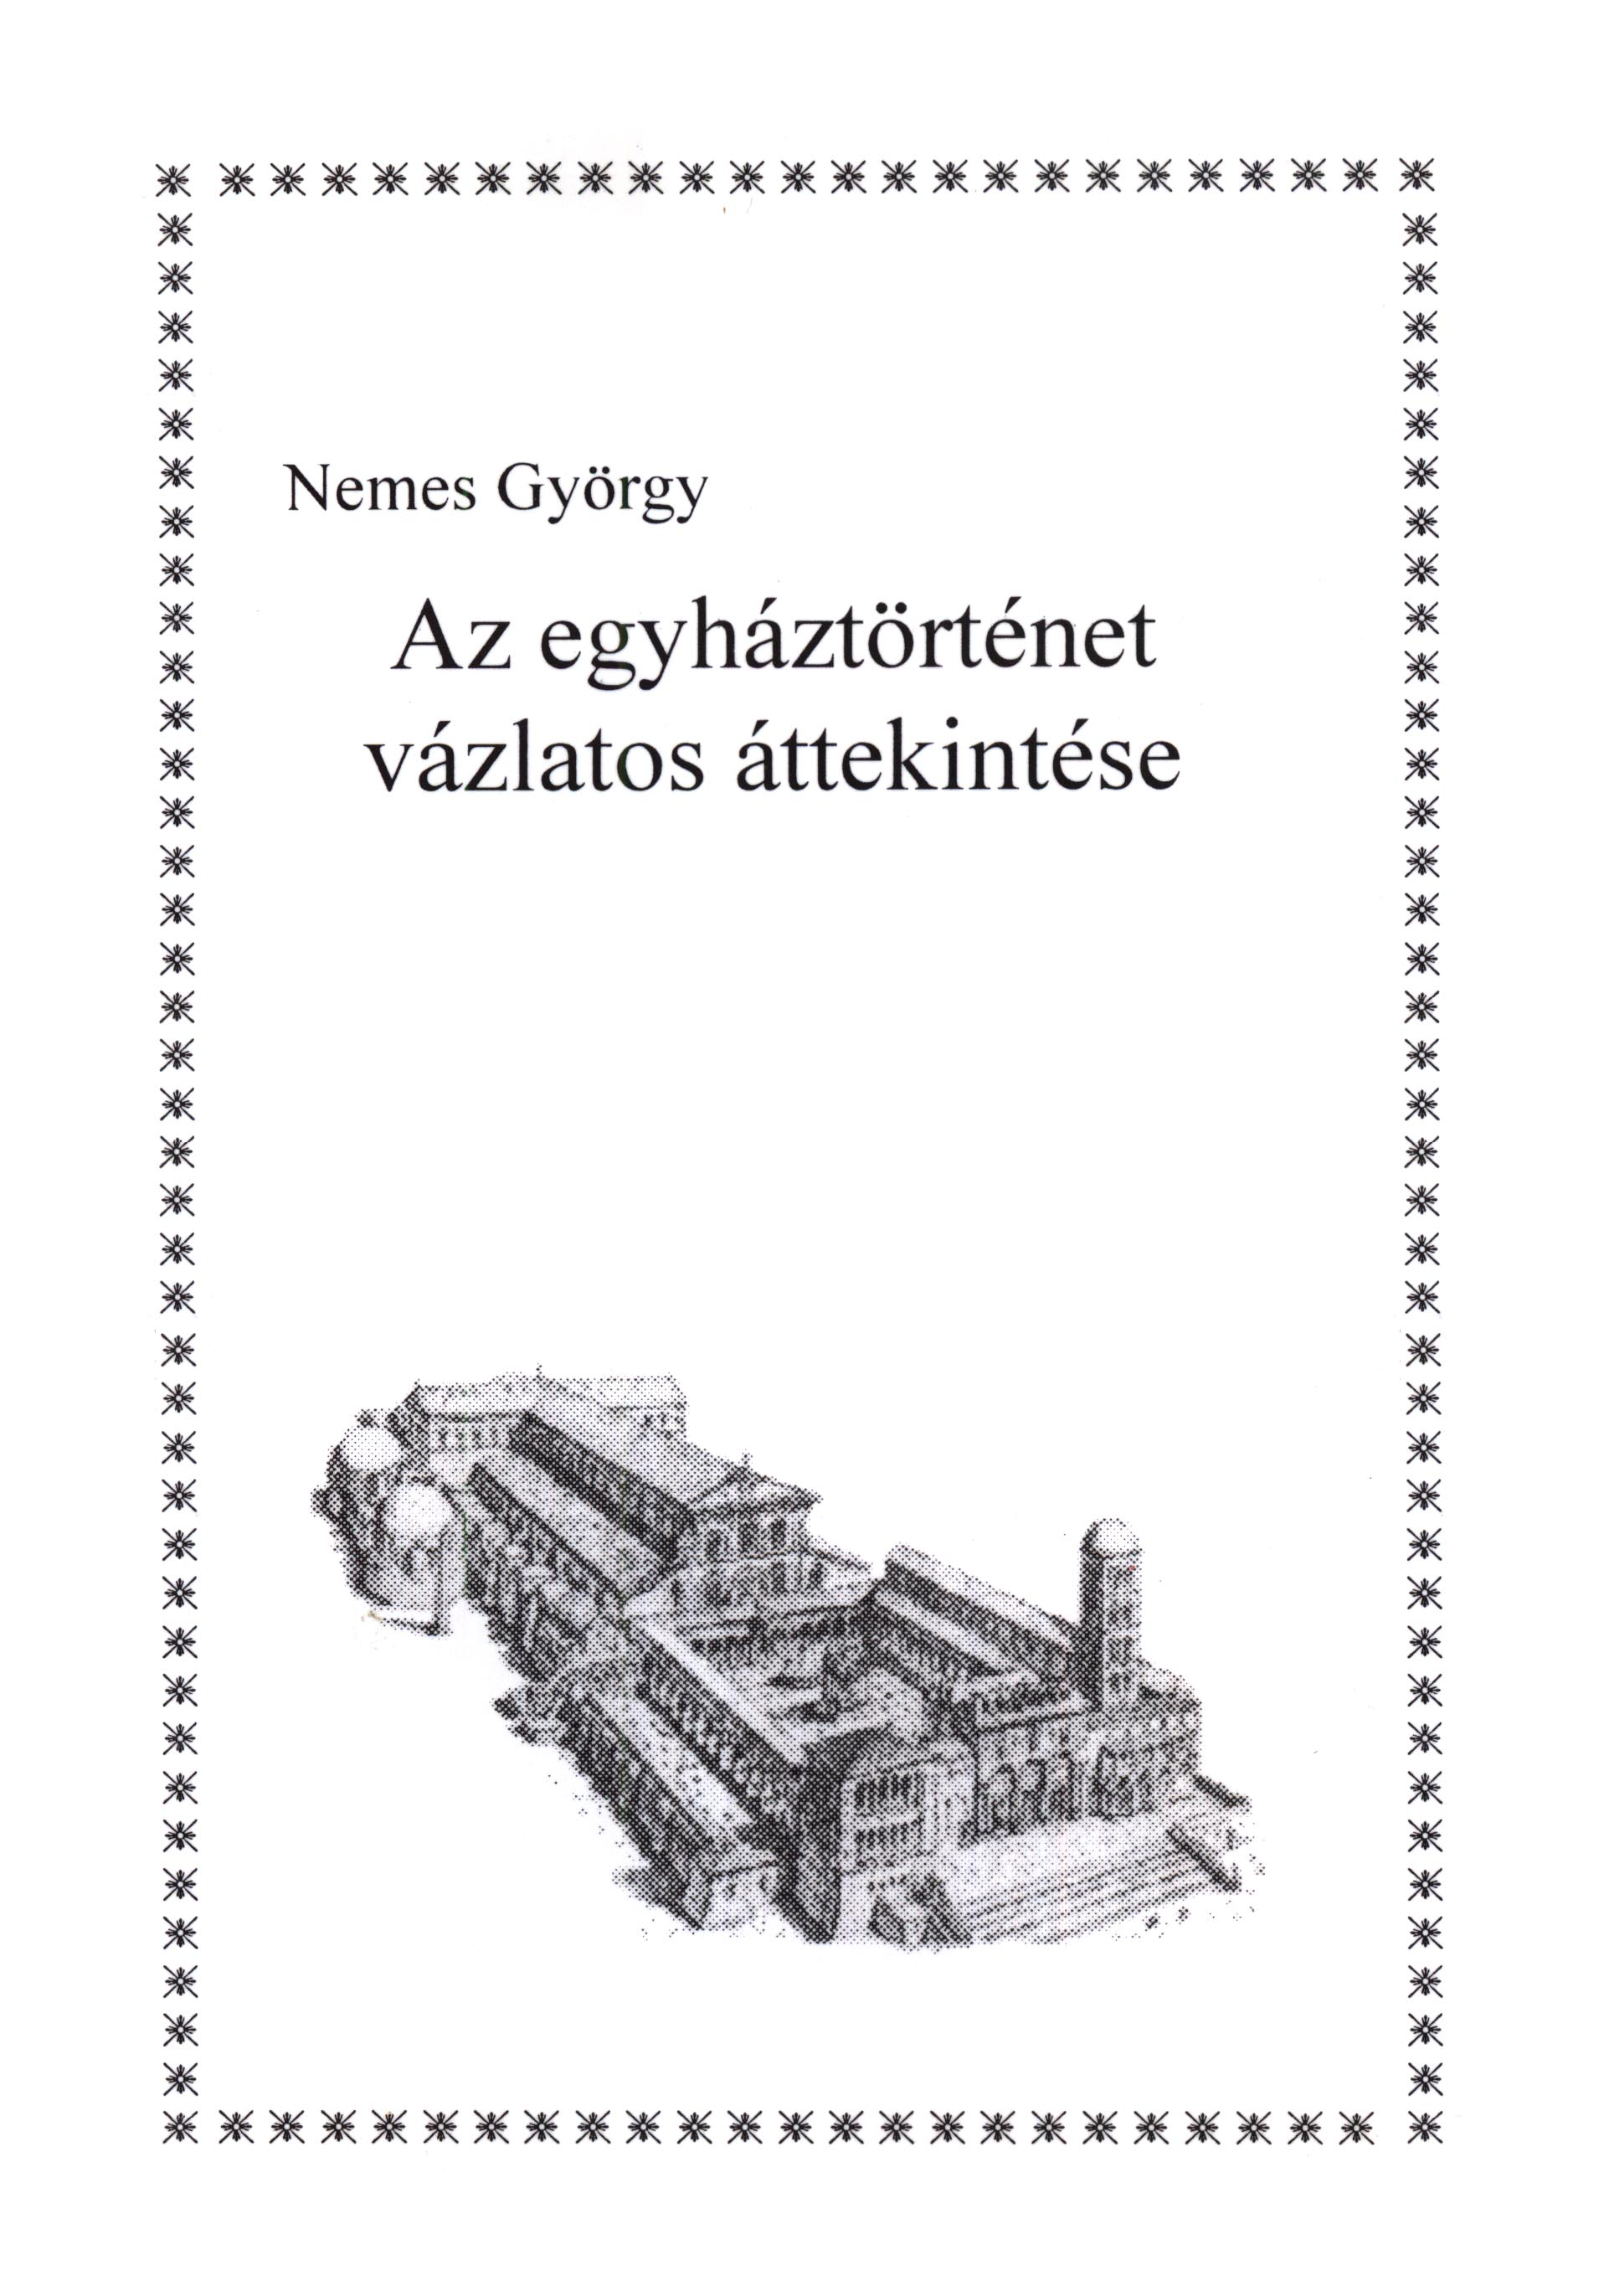 Nemes György
Az egyháztörténet
vázlatos áttekintése